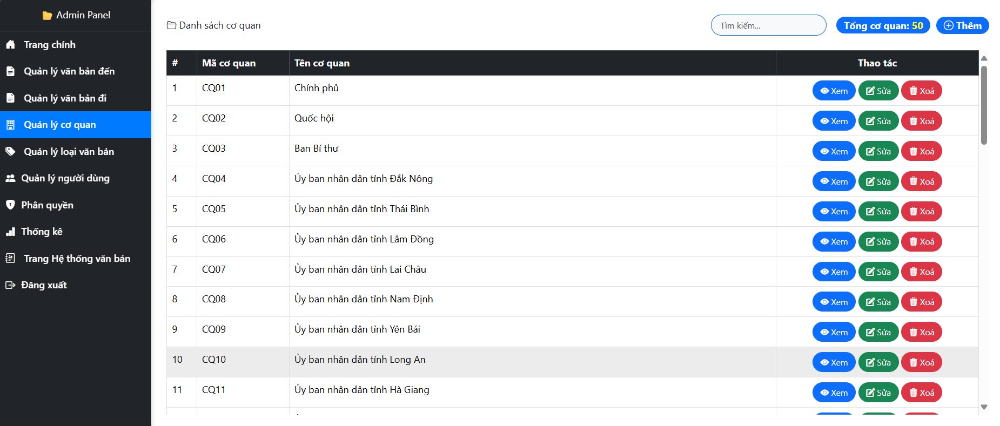 Admin Panel
Trang chính
Quản lý văn bản đến
Quản lý văn bản đi
Quản lý cơ quan
Quản lý loại văn bản
Quản lý người dùng
Phân quyền
Thống kê
Trang Hệ thống văn bản
Đăng xuất
Danh sách cơ quan
Tìm kiếm...
Tổng cơ quan: 50
Thêm
# Mã cơ quan Tên cơ quan Thao tác
1 CQ01 Chính phủ Xem Sửa Xoá
2 CQ02 Quốc hội Xem Sửa Xoá
3 CQ03 Ban Bí thư Xem Sửa Xoá
4 CQ04 Ủy ban nhân dân tỉnh Đắk Nông Xem Sửa Xoá
5 CQ05 Ủy ban nhân dân tỉnh Thái Bình Xem Sửa Xoá
6 CQ06 Ủy ban nhân dân tỉnh Lâm Đồng Xem Sửa Xoá
7 CQ07 Ủy ban nhân dân tỉnh Lai Châu Xem Sửa Xoá
8 CQ08 Ủy ban nhân dân tỉnh Nam Định Xem Sửa Xoá
9 CQ09 Ủy ban nhân dân tỉnh Yên Bái Xem Sửa Xoá
10 CQ10 Ủy ban nhân dân tỉnh Long An Xem Sửa Xoá
11 CQ11 Ủy ban nhân dân tỉnh Hà Giang Xem Sửa Xoá